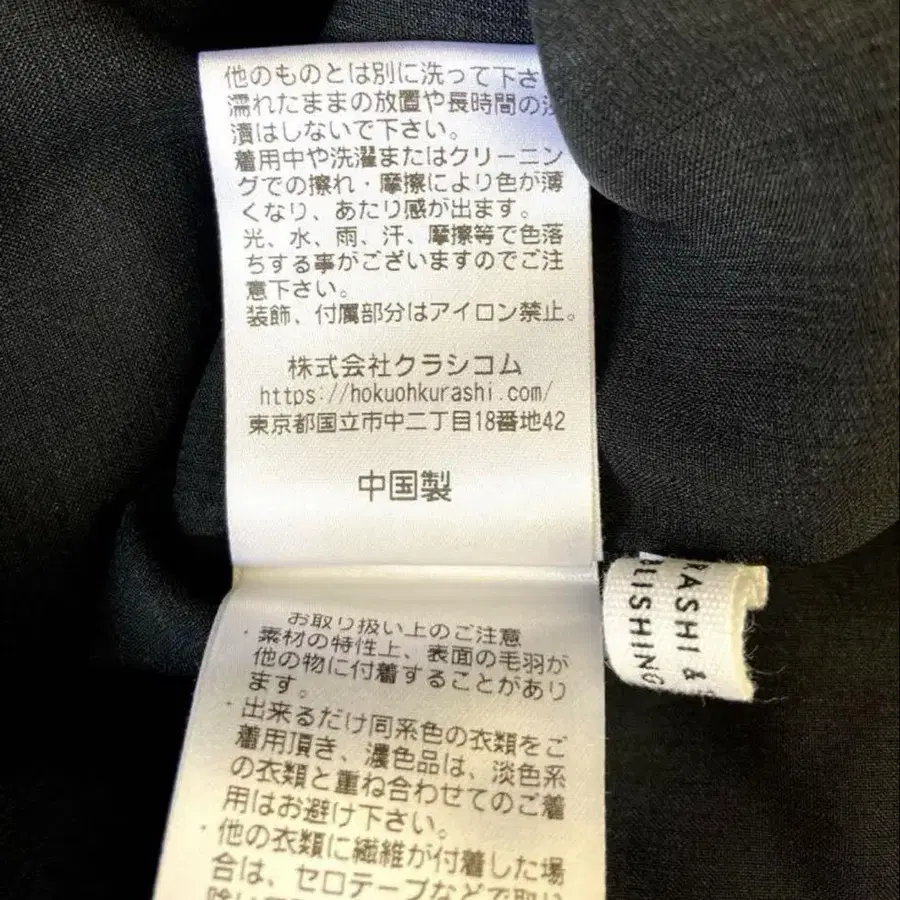 他のものとは別に洗って下さ
濡れたままの放置や長時間の浸
漬はしないで下さい。
着用中や洗濯またはクリーニン
グでの擦れ・摩擦により色が薄
くなり、あたり感が出ます。
光、水、雨、汗、摩擦等で色落
ちする事がございますのでご注
意下さい。
装飾、付属部分はアイロン禁止。
株式会社クラシコム
https://hokuohkurashi.com/
東京都国立市中二丁目18番地42
中国製
お取り扱い上のご注意
・素材の特性上、表面の毛羽が
他の物に付着することがあり
ます。
・出来るだけ同系色の衣類をご
着用頂き、濃色品は、淡色系
の衣類と重ね合わせてのご着
用はお避け下さい。
・他の衣類に繊維が付着した場
合は、セロテープなどで取り
RASHI &
BLISHING